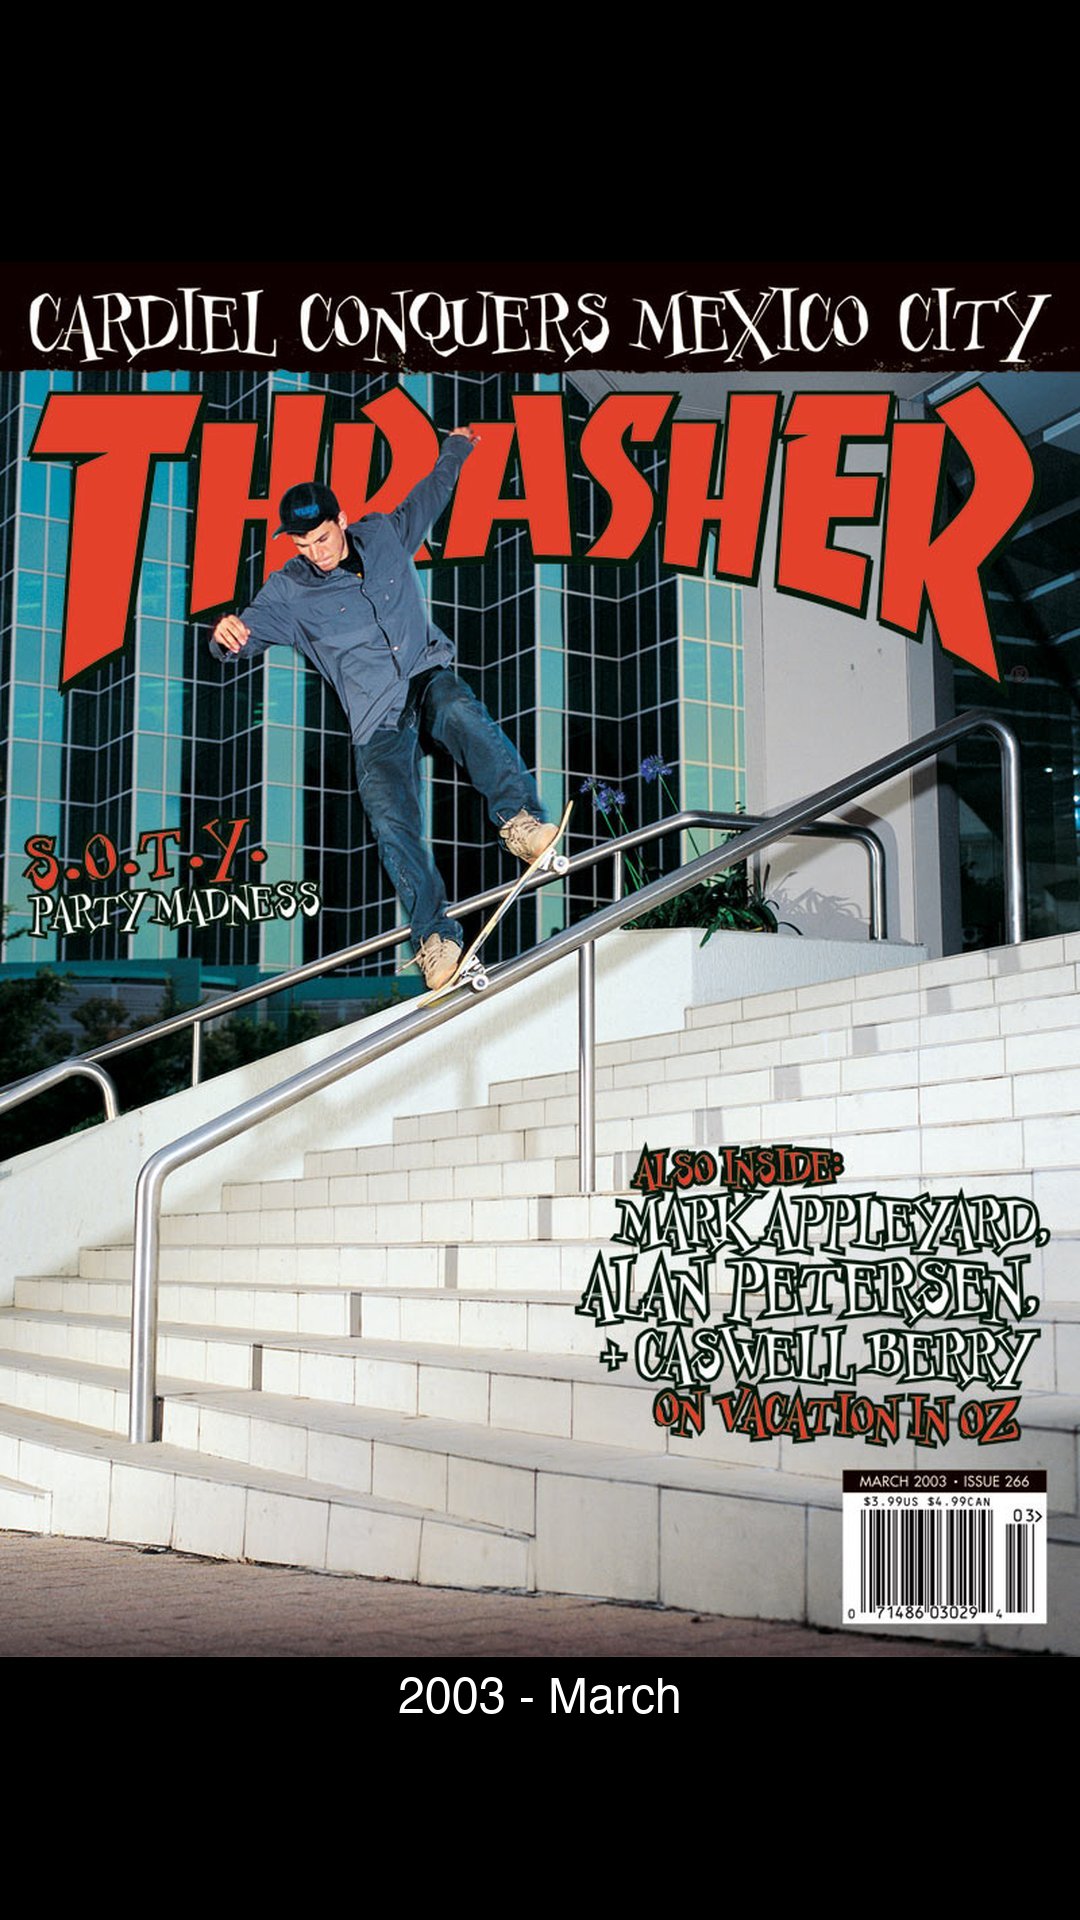 CARDIEL CONQUERS MEXICO CITY
THRASHER
S.O.T.Y.
PARTY MADNESS
ALSO INSIDE:
MARK APPLEYARD,
ALAN PETERSEN,
+ CASWELL BERRY
ON VACATION IN OZ
MARCH 2003 • ISSUE 266
$3.99US $4.99CAN
03>
0 71486 03029 4
2003 - March